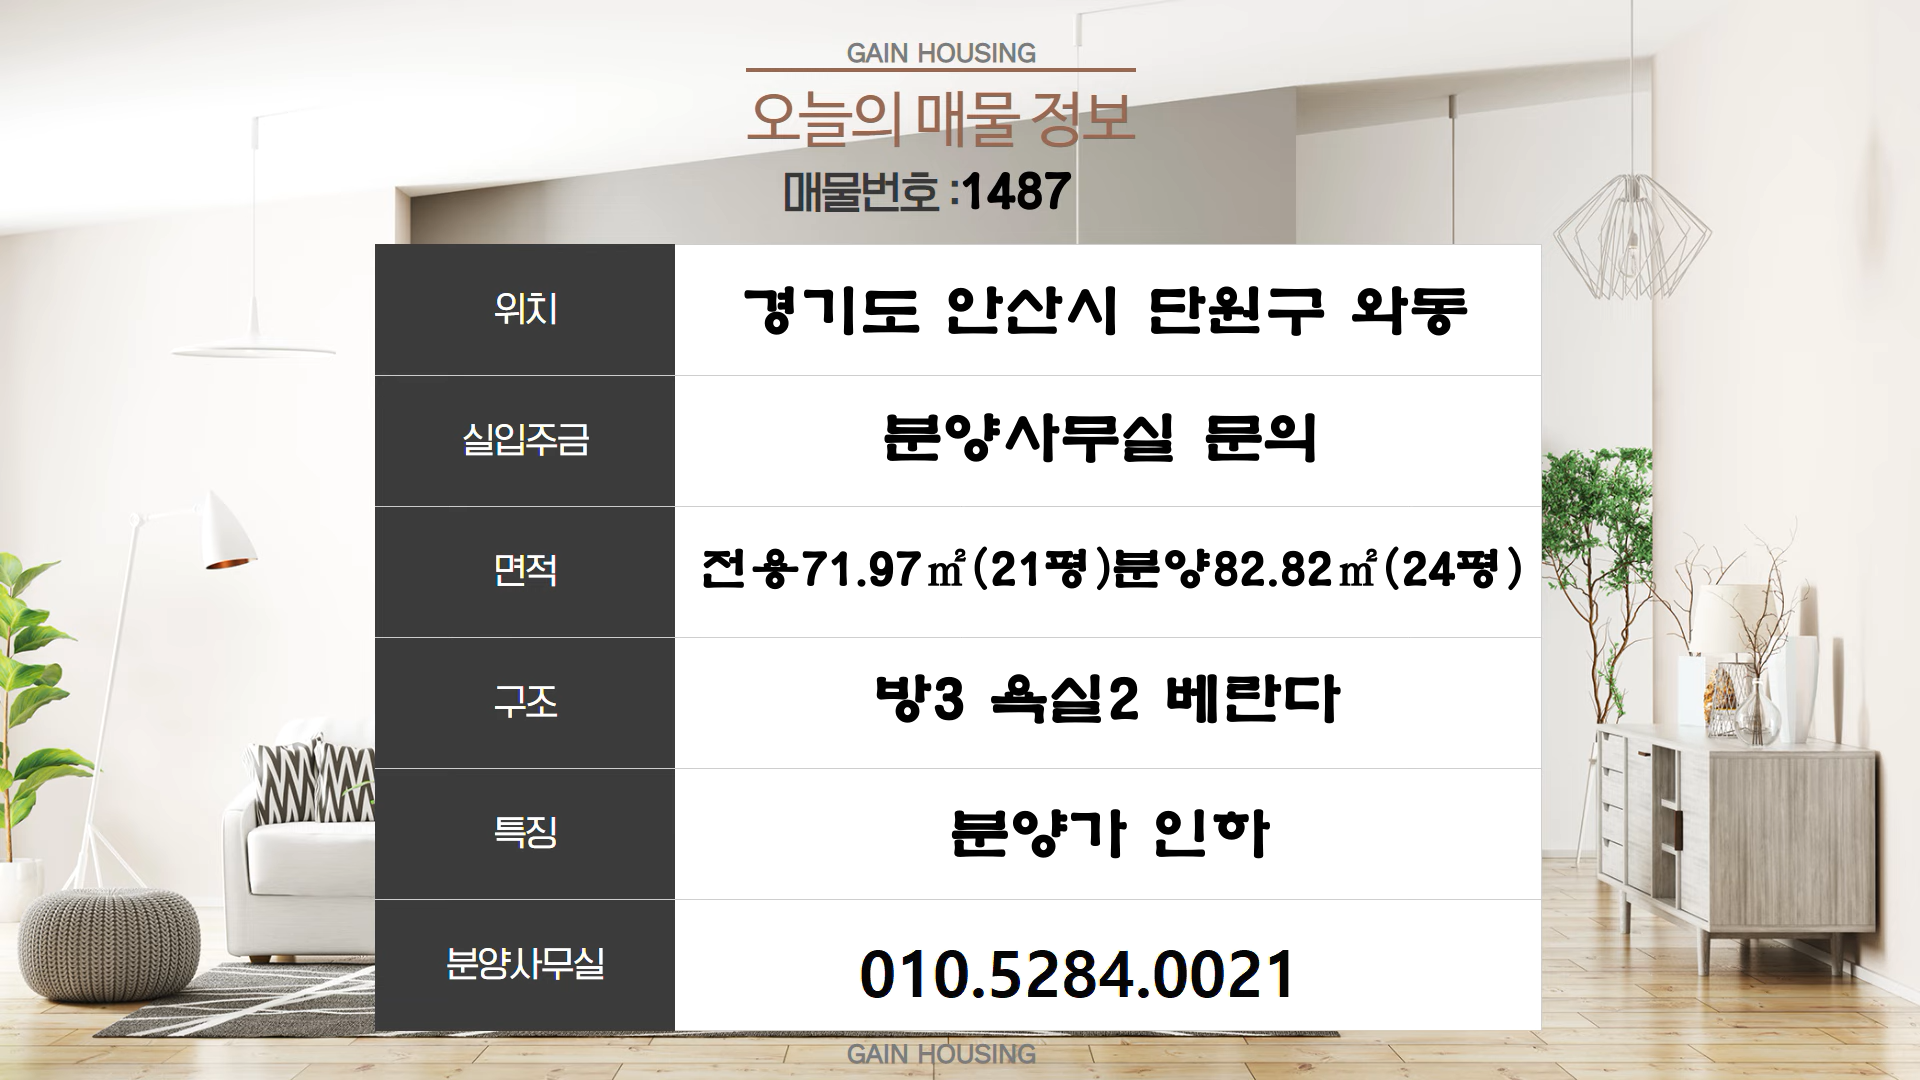 GAIN HOUSING
오늘의 매물 정보
매물번호 :1487
위치
경기도 안산시 단원구 와동
실입주금
분양사무실 문의
면적
전용71.97㎡(21평)분양82.82㎡(24평)
구조
방3 욕실2 베란다
특징
분양가 인하
분양사무실
010.5284.0021
GAIN HOUSING